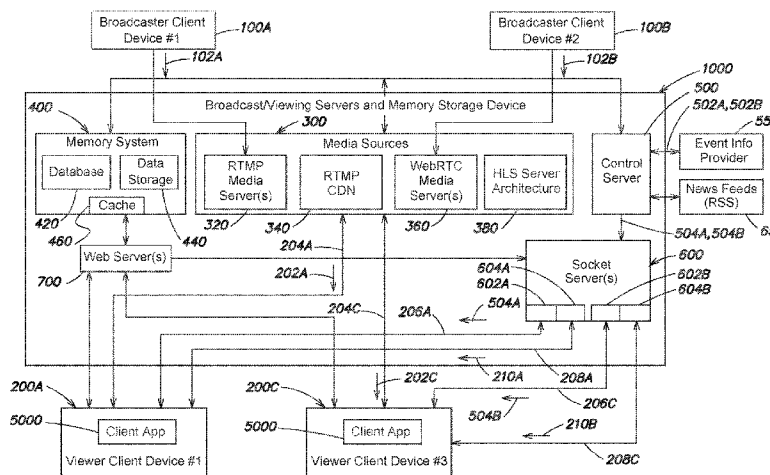 Broadcaster Client
Device #1
100A
Broadcaster Client
Device #2
100B
102A
102B
1000
400
Broadcast/Viewing Servers and Memory Storage Device
500
300
502A,502B
Memory System
Media Sources
Database
Data
Storage
RTMP
Media
Server(s)
RTMP
CDN
WebRTC
Media
Server(s)
HLS Server
Architecture
Control
Server
Event Info
Provider
55
News Feeds
(RSS)
65
Cache
420
460
440
320
340
360
380
204A
504A,504B
Web Server(s)
700
202A
204C
206A
504A
604A
602A
Socket
Server(s)
600
602B
604B
210A
208A
200A
200C
202C
206C
504B
210B
208C
5000
Client App
Viewer Client Device #1
5000
Client App
Viewer Client Device #3